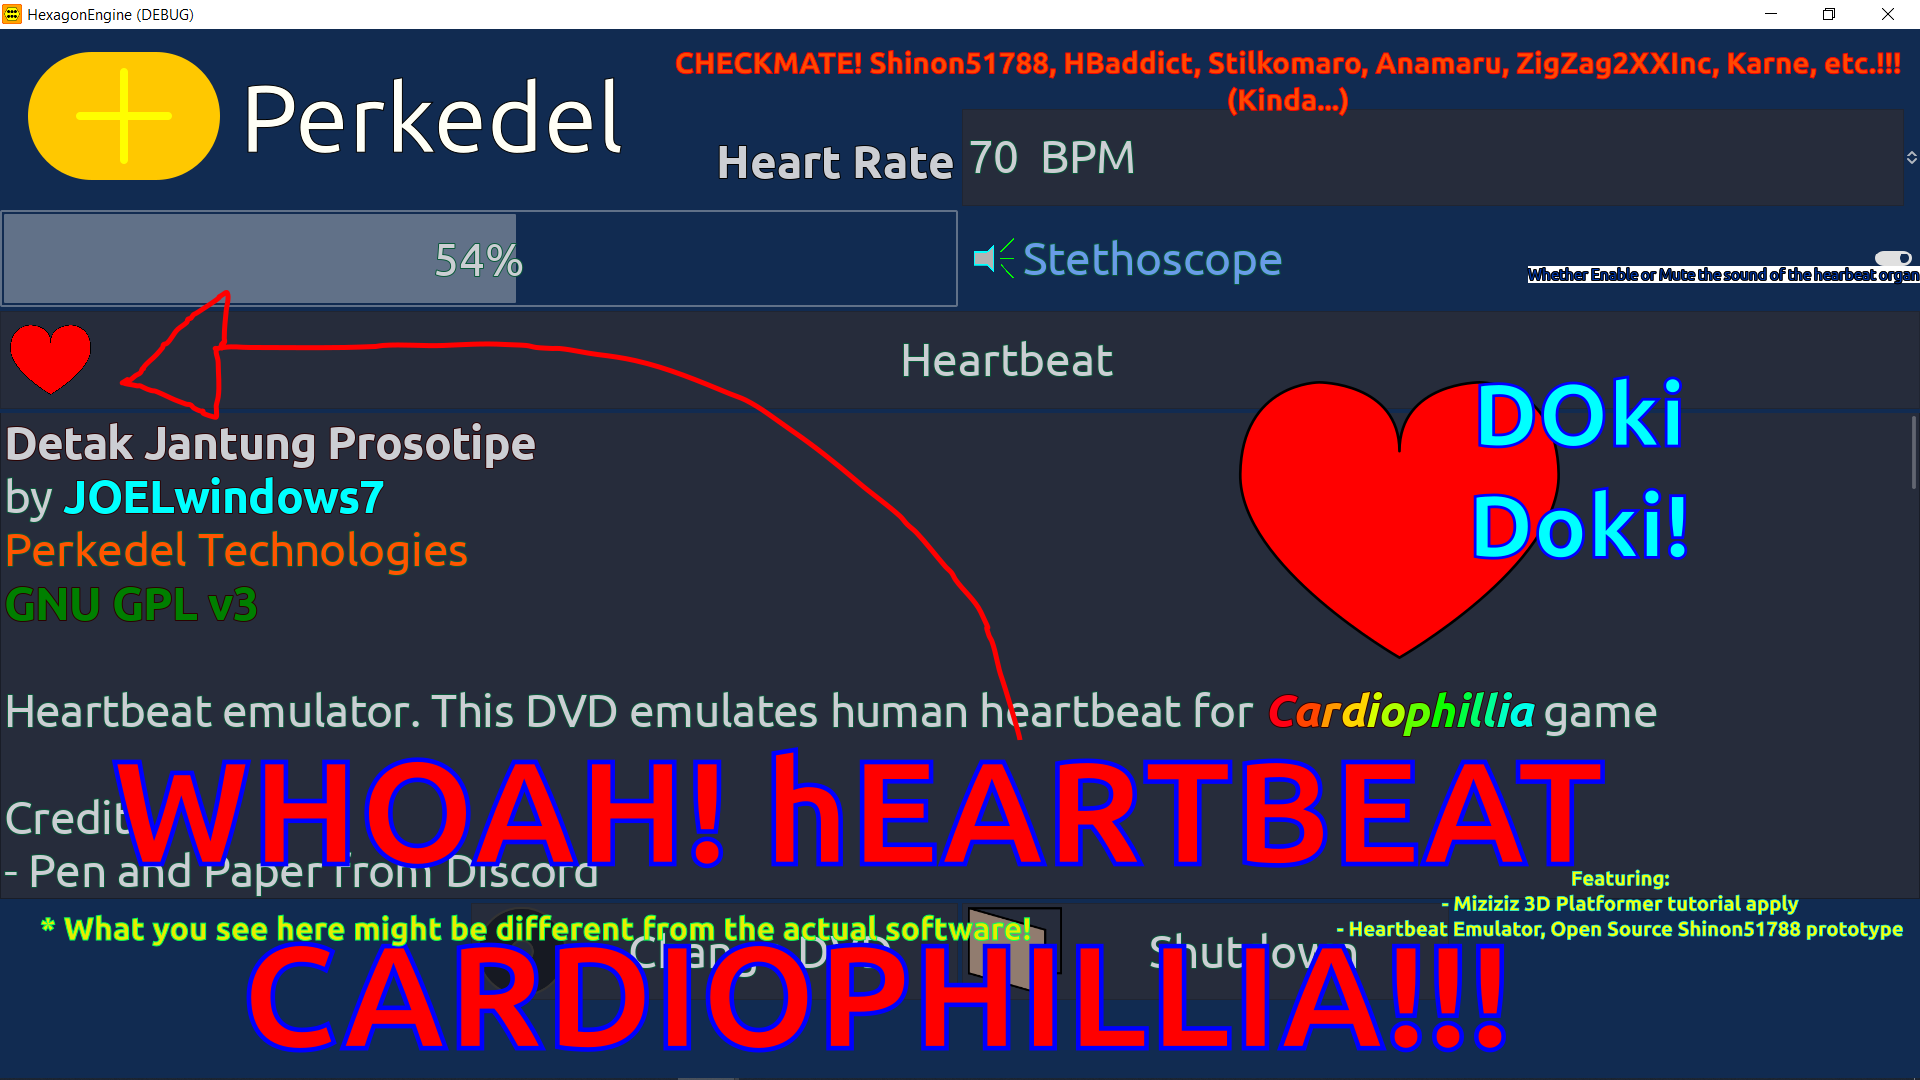 HexagonEngine (DEBUG)
CHECKMATE! Shinon51788, HBaddict, Stilkomaro, Anamaru, ZigZag2XXInc, Karne, etc.!!!
(Kinda...)
Perkedel
Heart Rate
70 BPM
54%
Stethoscope
Whether Enable or Mute the sound of the hearbeat organ
Heartbeat
DOki
Doki!
Detak Jantung Prosotipe
by JOELwindows7
Perkedel Technologies
GNU GPL v3
Heartbeat emulator. This DVD emulates human heartbeat for Cardiophillia game
WHOAH! hEARTBEAT
Credit
- Pen and Paper from Discord
Featuring:
- Miziziz 3D Platformer tutorial apply
- Heartbeat Emulator, Open Source Shinon51788 prototype
* What you see here might be different from the actual software!
Change DVD
Shutdown
CARDIOPHILLIA!!!